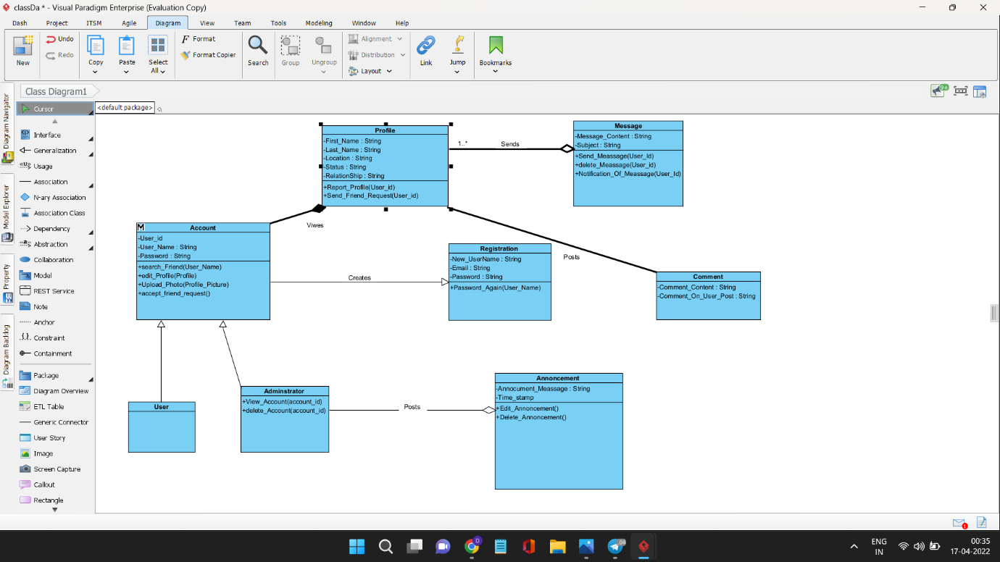 classDa * - Visual Paradigm Enterprise (Evaluation Copy)
Dash Project ITSM Agile Diagram View Team Tools Modeling Window Help
New
Undo
Redo
Copy
Paste
Select
All
Format
Format Copier
Search
Group
Ungroup
Alignment
Distribution
Layout
Link
Jump
Bookmarks
Class Diagram1
9+
Diagram Navigator
Model Explorer
Property
Diagram Backlog
Cursor
Interface
Generalization
Usage
Association
N-ary Association
Association Class
Dependency
Abstraction
Collaboration
Model
REST Service
Note
Anchor
Constraint
Containment
Package
Diagram Overview
ETL Table
Generic Connector
User Story
Image
Screen Capture
Callout
Rectangle
<default package>
Profile
-First_Name : String
-Last_Name : String
-Location : String
-Status : String
-RelationShip : String
+Report_Profile(User_id)
+Send_Friend_Request(User_id)
1..*
Sends
Message
-Message_Content : String
-Subject : String
+Send_Meassage(User_Id)
+delete_Meassage(User_id)
+Notification_Of_Meassage(User_Id)
Viwes
M
Account
-User_id
-User_Name : String
-Password : String
+search_Friend(User_Name)
+edit_Profile(Profile)
+Upload_Photo(Profile_Picture)
+accept_friend_request()
Creates
Registration
-New_UserName : String
-Email : String
-Password : String
+Password_Again(User_Name)
Posts
Comment
-Comment_Content : String
-Comment_On_User_Post : String
User
Adminstrator
+View_Account(account_id)
+delete_Account(account_id)
Posts
Annoncement
-Annocument_Meassage : String
-Time_stamp
+Edit_Annoncement()
+Delete_Annoncement()
D
04
ENG
IN
00:35
17-04-2022